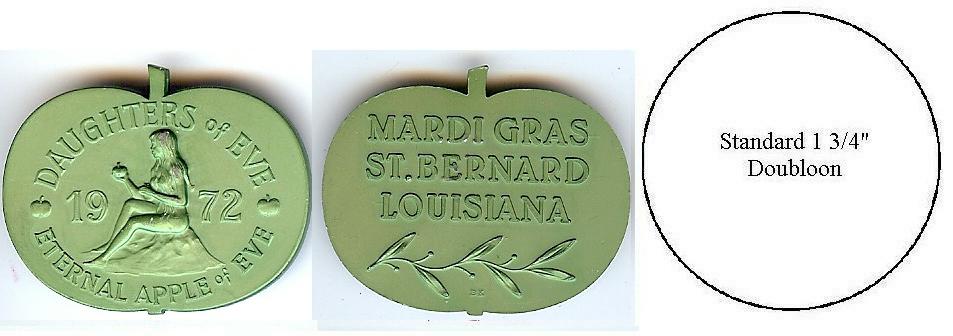 DAUGHTERS of EVE
19 72
ETERNAL APPLE of EVE
MARDI GRAS
ST. BERNARD
LOUISIANA
BK
Standard 1 3/4"
Doubloon